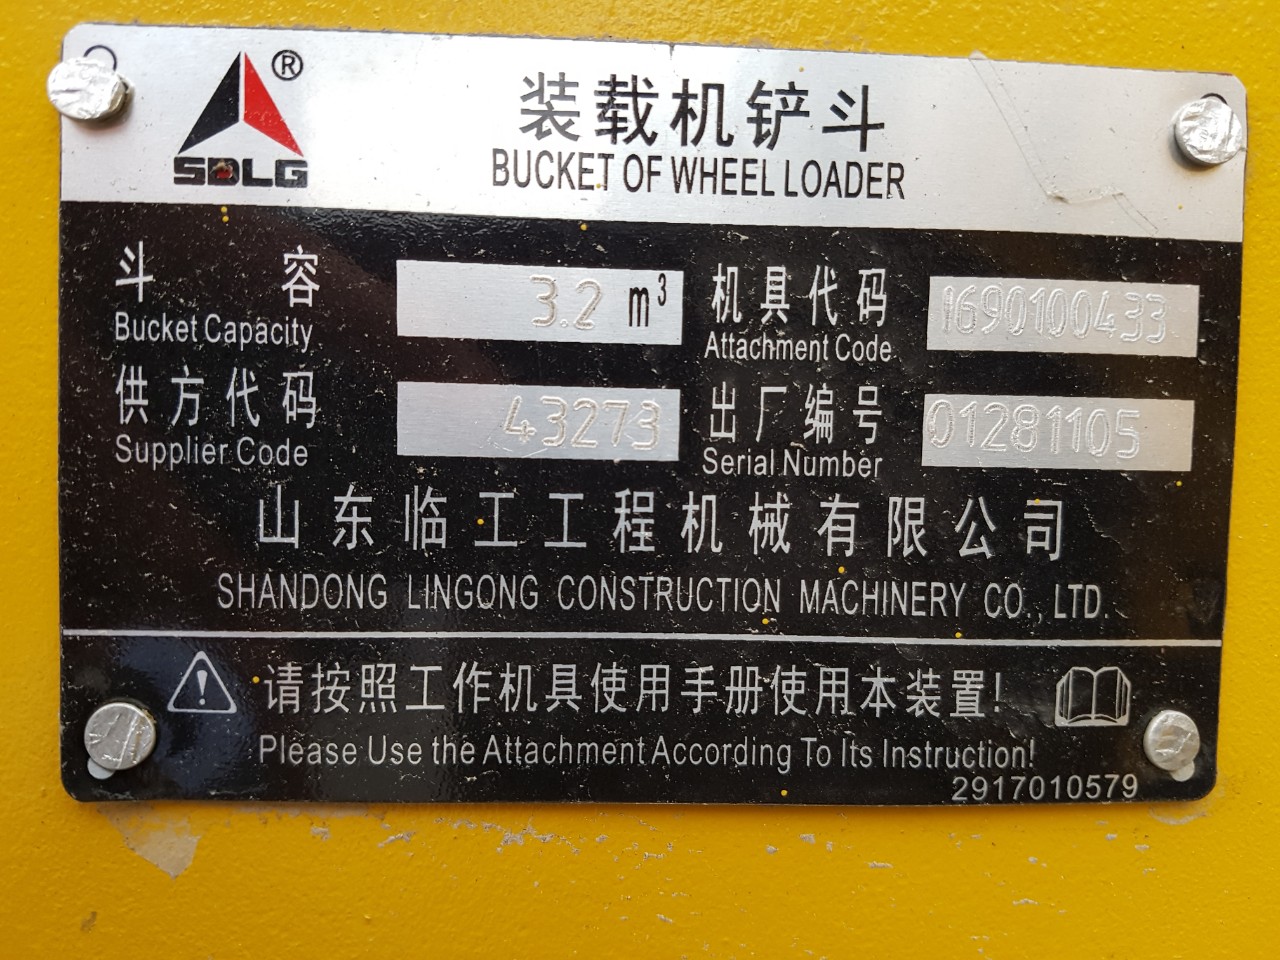 ®
SDLG
装载机铲斗
BUCKET OF WHEEL LOADER
斗容 3.2 m³
Bucket Capacity
机具代码 1690100433
Attachment Code
供方代码 43273
Supplier Code
出厂编号 01281105
Serial Number
山东临工工程机械有限公司
SHANDONG LINGONG CONSTRUCTION MACHINERY CO., LTD.
请按照工作机具使用手册使用本装置!
Please Use the Attachment According To Its Instruction!
2917010579